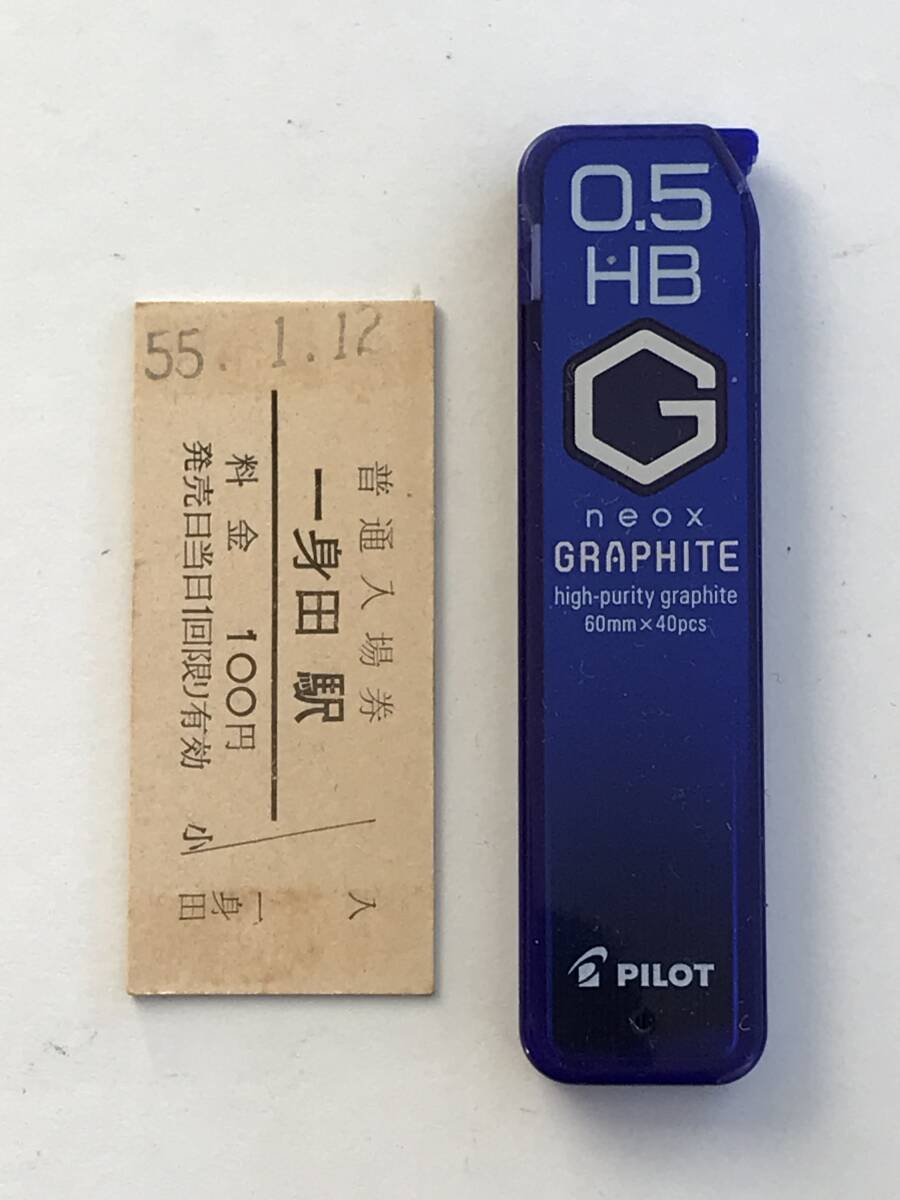 55. 1.12
普通入場券
一身田駅
料金 100円
発売日当日1回限り有効
小
入
一身田
0.5
HB
G
neox
GRAPHITE
high-purity graphite
60mm×40pcs
PILOT